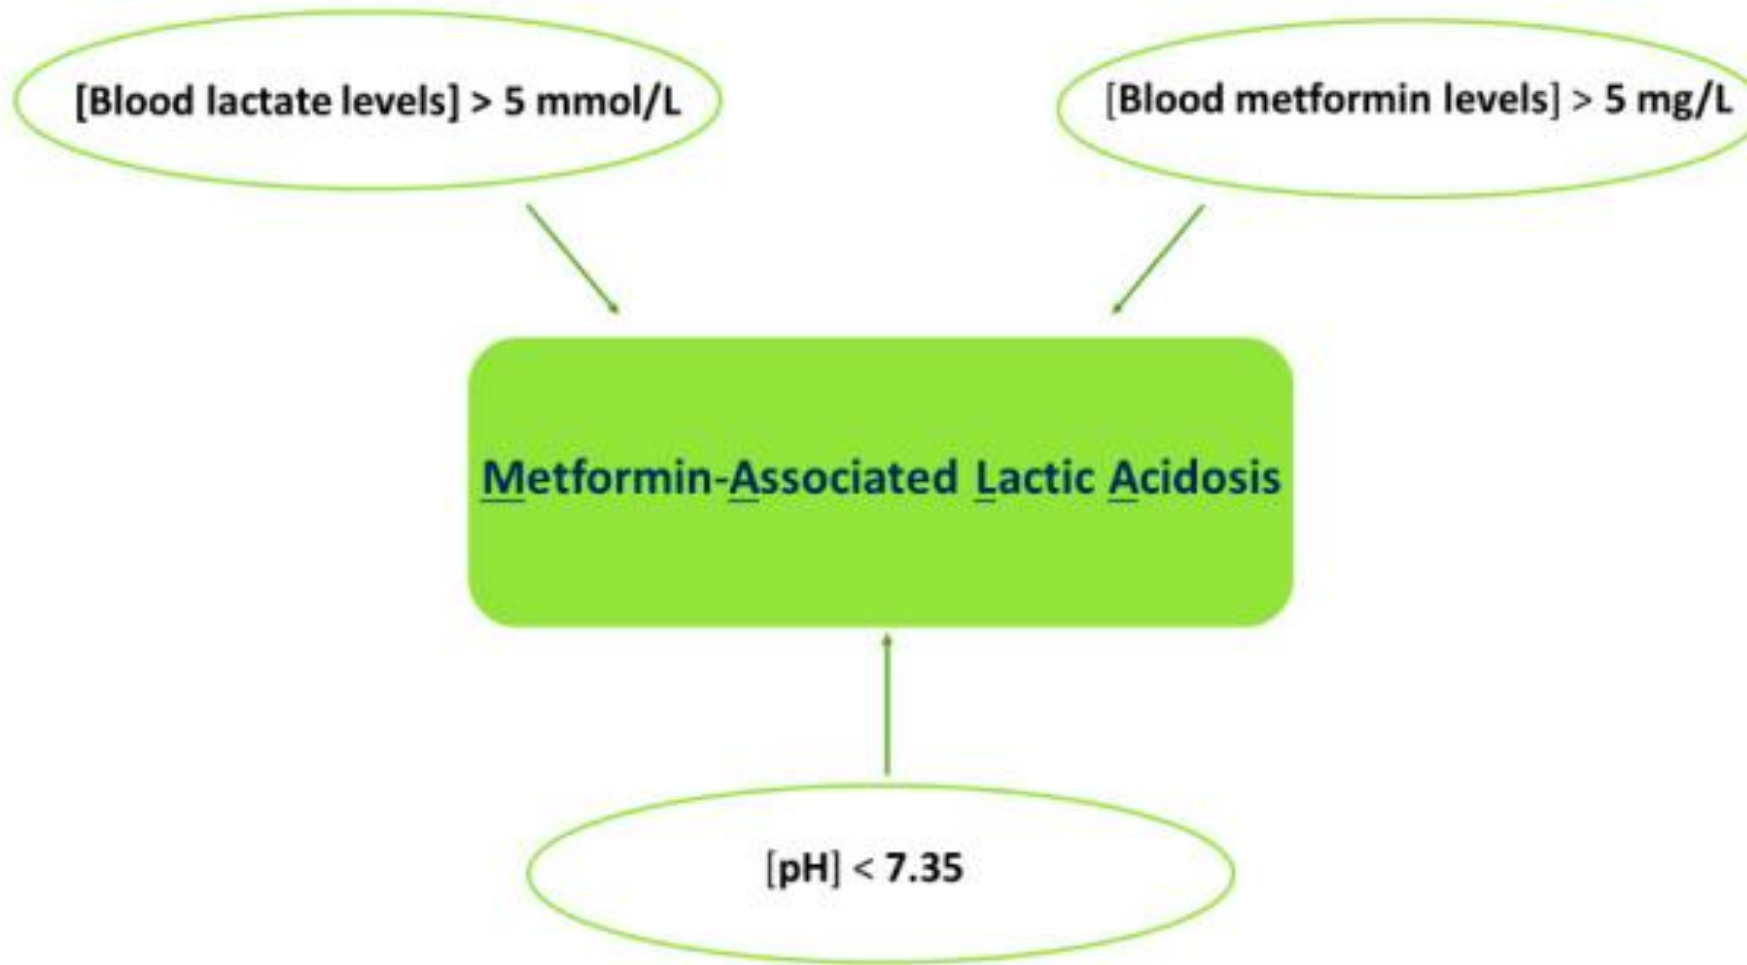 [Blood lactate levels] > 5 mmol/L
[Blood metformin levels] > 5 mg/L
Metformin-Associated Lactic Acidosis
[pH] < 7.35